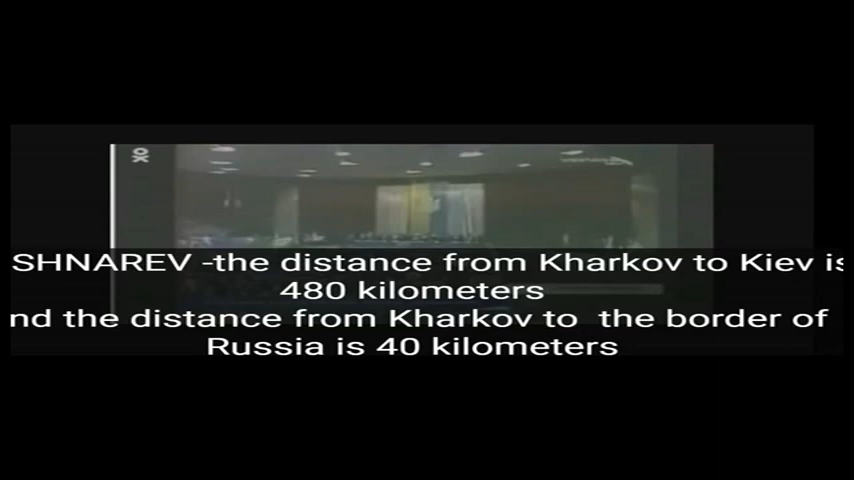 SHNAREV -the distance from Kharkov to Kiev is
480 kilometers
nd the distance from Kharkov to the border of
Russia is 40 kilometers